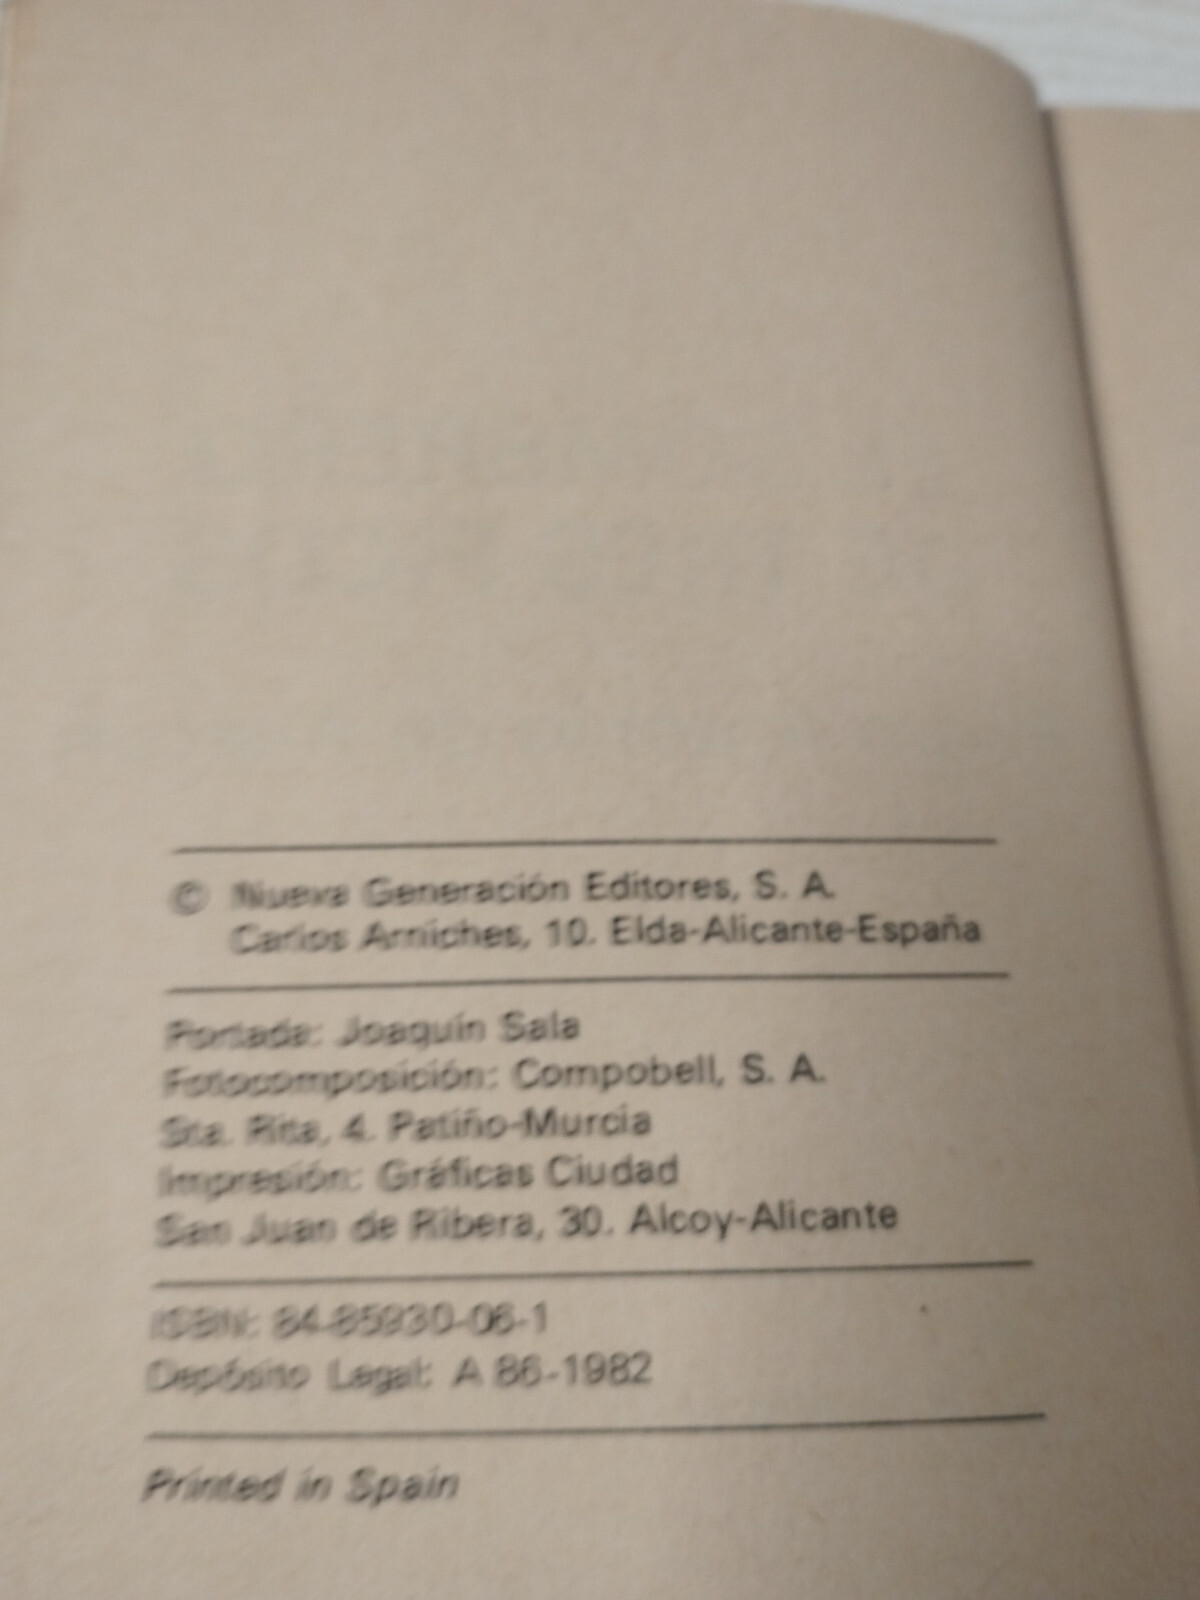 © Nueva Generación Editores, S. A.
Carlos Arniches, 10. Elda-Alicante-España
Portada: Joaquín Sala
Fotocomposición: Compobell, S. A.
Sta. Rita, 4. Patiño-Murcia
Impresión: Gráficas Ciudad
San Juan de Ribera, 30. Alcoy-Alicante
ISBN: 84-85930-06-1
Depósito Legal: A 86-1982
Printed in Spain